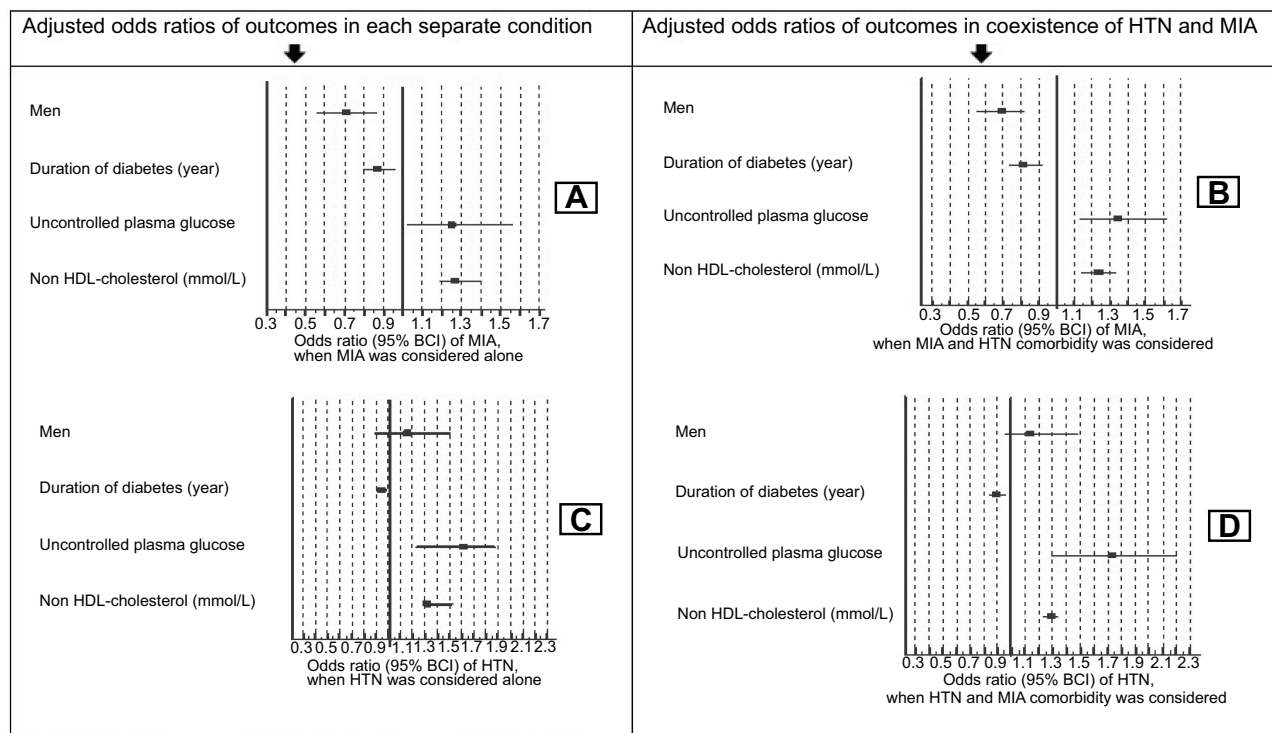 Adjusted odds ratios of outcomes in each separate condition
Men
Duration of diabetes (year)
Uncontrolled plasma glucose
Non HDL-cholesterol (mmol/L)
A
0.3 0.5 0.7 0.9 1.1 1.3 1.5 1.7
Odds ratio (95% BCI) of MIA,
when MIA was considered alone
Men
Duration of diabetes (year)
Uncontrolled plasma glucose
Non HDL-cholesterol (mmol/L)
C
0.3 0.5 0.7 0.9 1.1 1.3 1.5 1.7 1.9 2.1 2.3
Odds ratio (95% BCI) of HTN,
when HTN was considered alone
Adjusted odds ratios of outcomes in coexistence of HTN and MIA
Men
Duration of diabetes (year)
Uncontrolled plasma glucose
Non HDL-cholesterol (mmol/L)
B
0.3 0.5 0.7 0.9 1.1 1.3 1.5 1.7
Odds ratio (95% BCI) of MIA,
when MIA and HTN comorbidity was considered
Men
Duration of diabetes (year)
Uncontrolled plasma glucose
Non HDL-cholesterol (mmol/L)
D
0.3 0.5 0.7 0.9 1.1 1.3 1.5 1.7 1.9 2.1 2.3
Odds ratio (95% BCI) of HTN,
when HTN and MIA comorbidity was considered